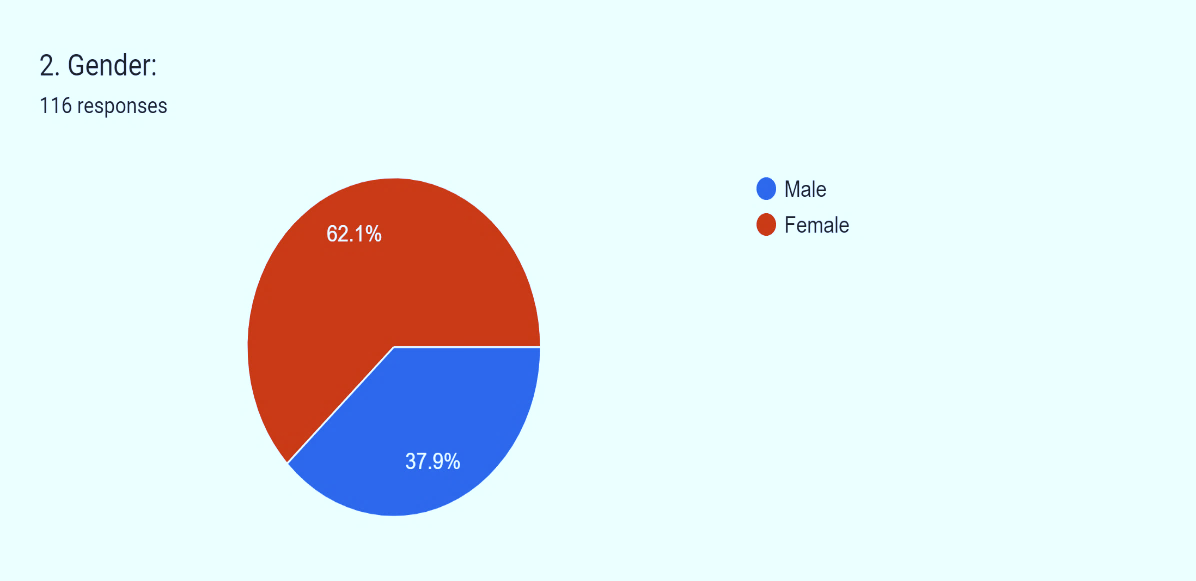 2. Gender:
116 responses
Male
Female
62.1%
37.9%